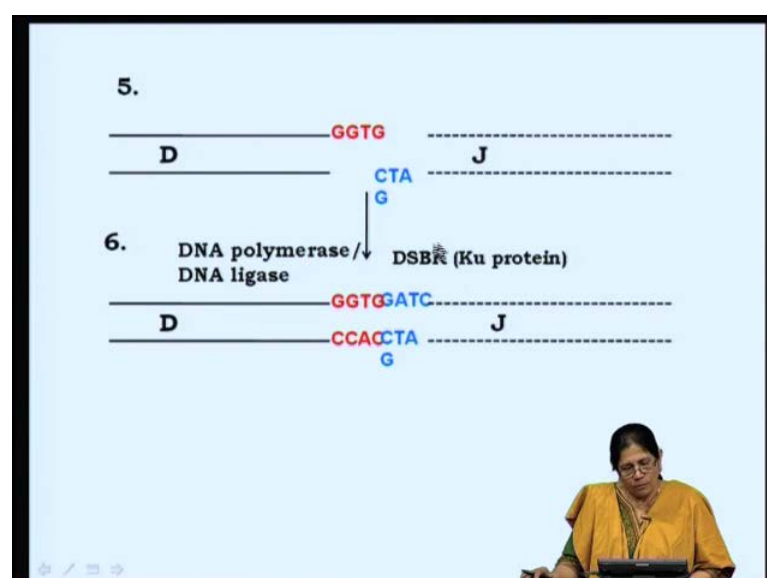 5.
GGTG
D J
CTA
G
6. DNA polymerase/ DSBR (Ku protein)
DNA ligase
GGTGGATC
D J
CCACCTA
G